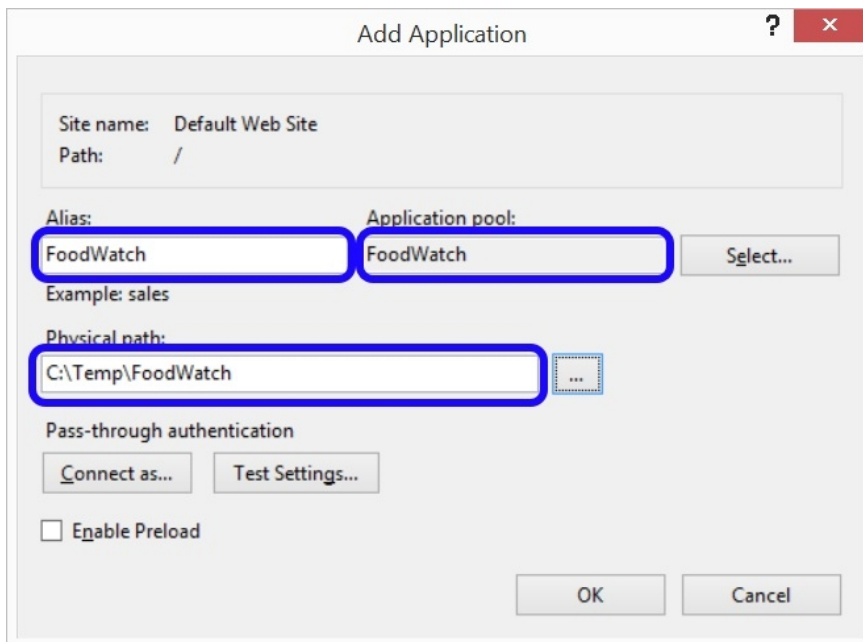 Add Application
?
Site name: Default Web Site
Path: /
Alias: Application pool:
FoodWatch FoodWatch Select...
Example: sales
Physical path:
C:\Temp\FoodWatch ...
Pass-through authentication
Connect as... Test Settings...
Enable Preload
OK Cancel